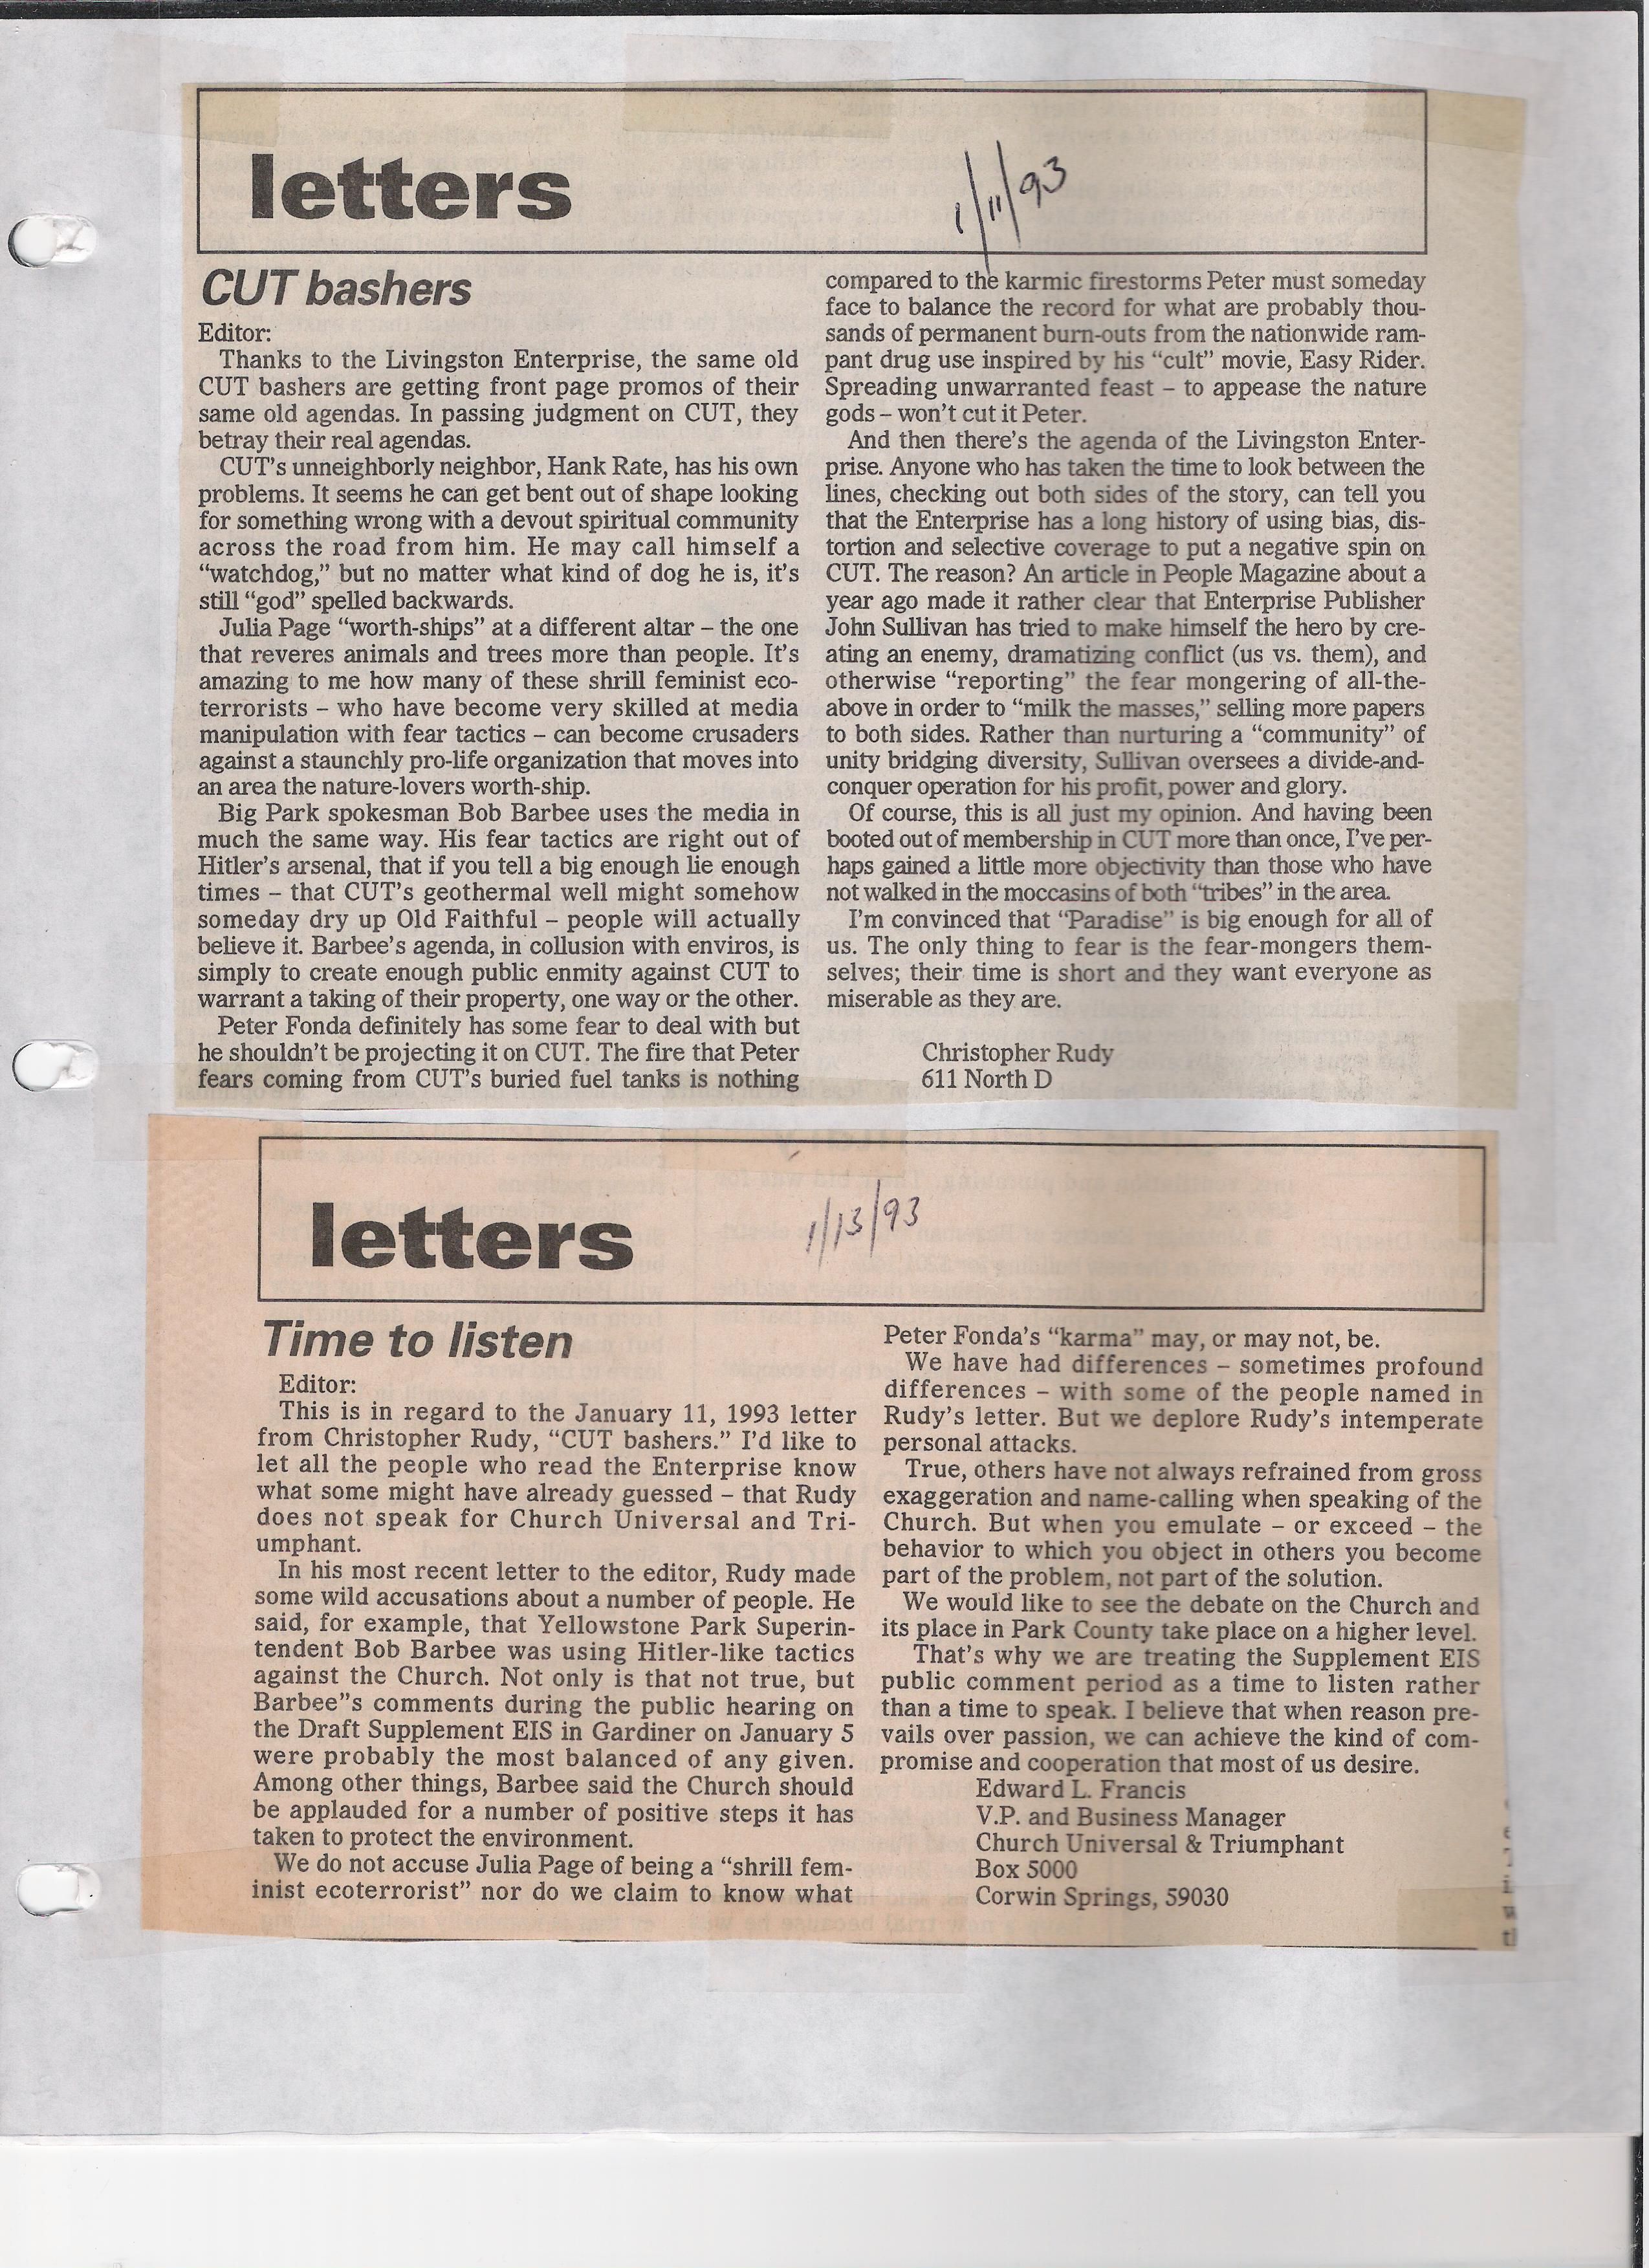 letters
1/11/93
CUT bashers
Editor:
Thanks to the Livingston Enterprise, the same old
CUT bashers are getting front page promos of their
same old agendas. In passing judgment on CUT, they
betray their real agendas.
CUT's unneighborly neighbor, Hank Rate, has his own
problems. It seems he can get bent out of shape looking
for something wrong with a devout spiritual community
across the road from him. He may call himself a
“watchdog,” but no matter what kind of dog he is, it's
still “god” spelled backwards.
Julia Page “worth-ships” at a different altar – the one
that reveres animals and trees more than people. It's
amazing to me how many of these shrill feminist eco-
terrorists – who have become very skilled at media
manipulation with fear tactics – can become crusaders
against a staunchly pro-life organization that moves into
an area the nature-lovers worth-ship.
Big Park spokesman Bob Barbee uses the media in
much the same way. His fear tactics are right out of
Hitler's arsenal, that if you tell a big enough lie enough
times – that CUT's geothermal well might somehow
someday dry up Old Faithful – people will actually
believe it. Barbee's agenda, in collusion with enviros, is
simply to create enough public enmity against CUT to
warrant a taking of their property, one way or the other.
Peter Fonda definitely has some fear to deal with but
he shouldn't be projecting it on CUT. The fire that Peter
fears coming from CUT's buried fuel tanks is nothing
compared to the karmic firestorms Peter must someday
face to balance the record for what are probably thou-
sands of permanent burn-outs from the nationwide ram-
pant drug use inspired by his “cult” movie, Easy Rider.
Spreading unwarranted feast – to appease the nature
gods – won't cut it Peter.
And then there's the agenda of the Livingston Enter-
prise. Anyone who has taken the time to look between the
lines, checking out both sides of the story, can tell you
that the Enterprise has a long history of using bias, dis-
tortion and selective coverage to put a negative spin on
CUT. The reason? An article in People Magazine about a
year ago made it rather clear that Enterprise Publisher
John Sullivan has tried to make himself the hero by cre-
ating an enemy, dramatizing conflict (us vs. them), and
otherwise “reporting” the fear mongering of all-the-
above in order to “milk the masses,” selling more papers
to both sides. Rather than nurturing a “community” of
unity bridging diversity, Sullivan oversees a divide-and-
conquer operation for his profit, power and glory.
Of course, this is all just my opinion. And having been
booted out of membership in CUT more than once, I've per-
haps gained a little more objectivity than those who have
not walked in the moccasins of both “tribes” in the area.
I'm convinced that “Paradise” is big enough for all of
us. The only thing to fear is the fear-mongers them-
selves; their time is short and they want everyone as
miserable as they are.
Christopher Rudy
611 North D
letters
1/13/93
Time to listen
Editor:
This is in regard to the January 11, 1993 letter
from Christopher Rudy, “CUT bashers.” I'd like to
let all the people who read the Enterprise know
what some might have already guessed – that Rudy
does not speak for Church Universal and Tri-
umphant.
In his most recent letter to the editor, Rudy made
some wild accusations about a number of people. He
said, for example, that Yellowstone Park Superin-
tendent Bob Barbee was using Hitler-like tactics
against the Church. Not only is that not true, but
Barbee"s comments during the public hearing on
the Draft Supplement EIS in Gardiner on January 5
were probably the most balanced of any given.
Among other things, Barbee said the Church should
be applauded for a number of positive steps it has
taken to protect the environment.
We do not accuse Julia Page of being a “shrill fem-
inist ecoterrorist” nor do we claim to know what
Peter Fonda's “karma” may, or may not, be.
We have had differences – sometimes profound
differences – with some of the people named in
Rudy's letter. But we deplore Rudy's intemperate
personal attacks.
True, others have not always refrained from gross
exaggeration and name-calling when speaking of the
Church. But when you emulate – or exceed – the
behavior to which you object in others you become
part of the problem, not part of the solution.
We would like to see the debate on the Church and
its place in Park County take place on a higher level.
That's why we are treating the Supplement EIS
public comment period as a time to listen rather
than a time to speak. I believe that when reason pre-
vails over passion, we can achieve the kind of com-
promise and cooperation that most of us desire.
Edward L. Francis
V.P. and Business Manager
Church Universal & Triumphant
Box 5000
Corwin Springs, 59030